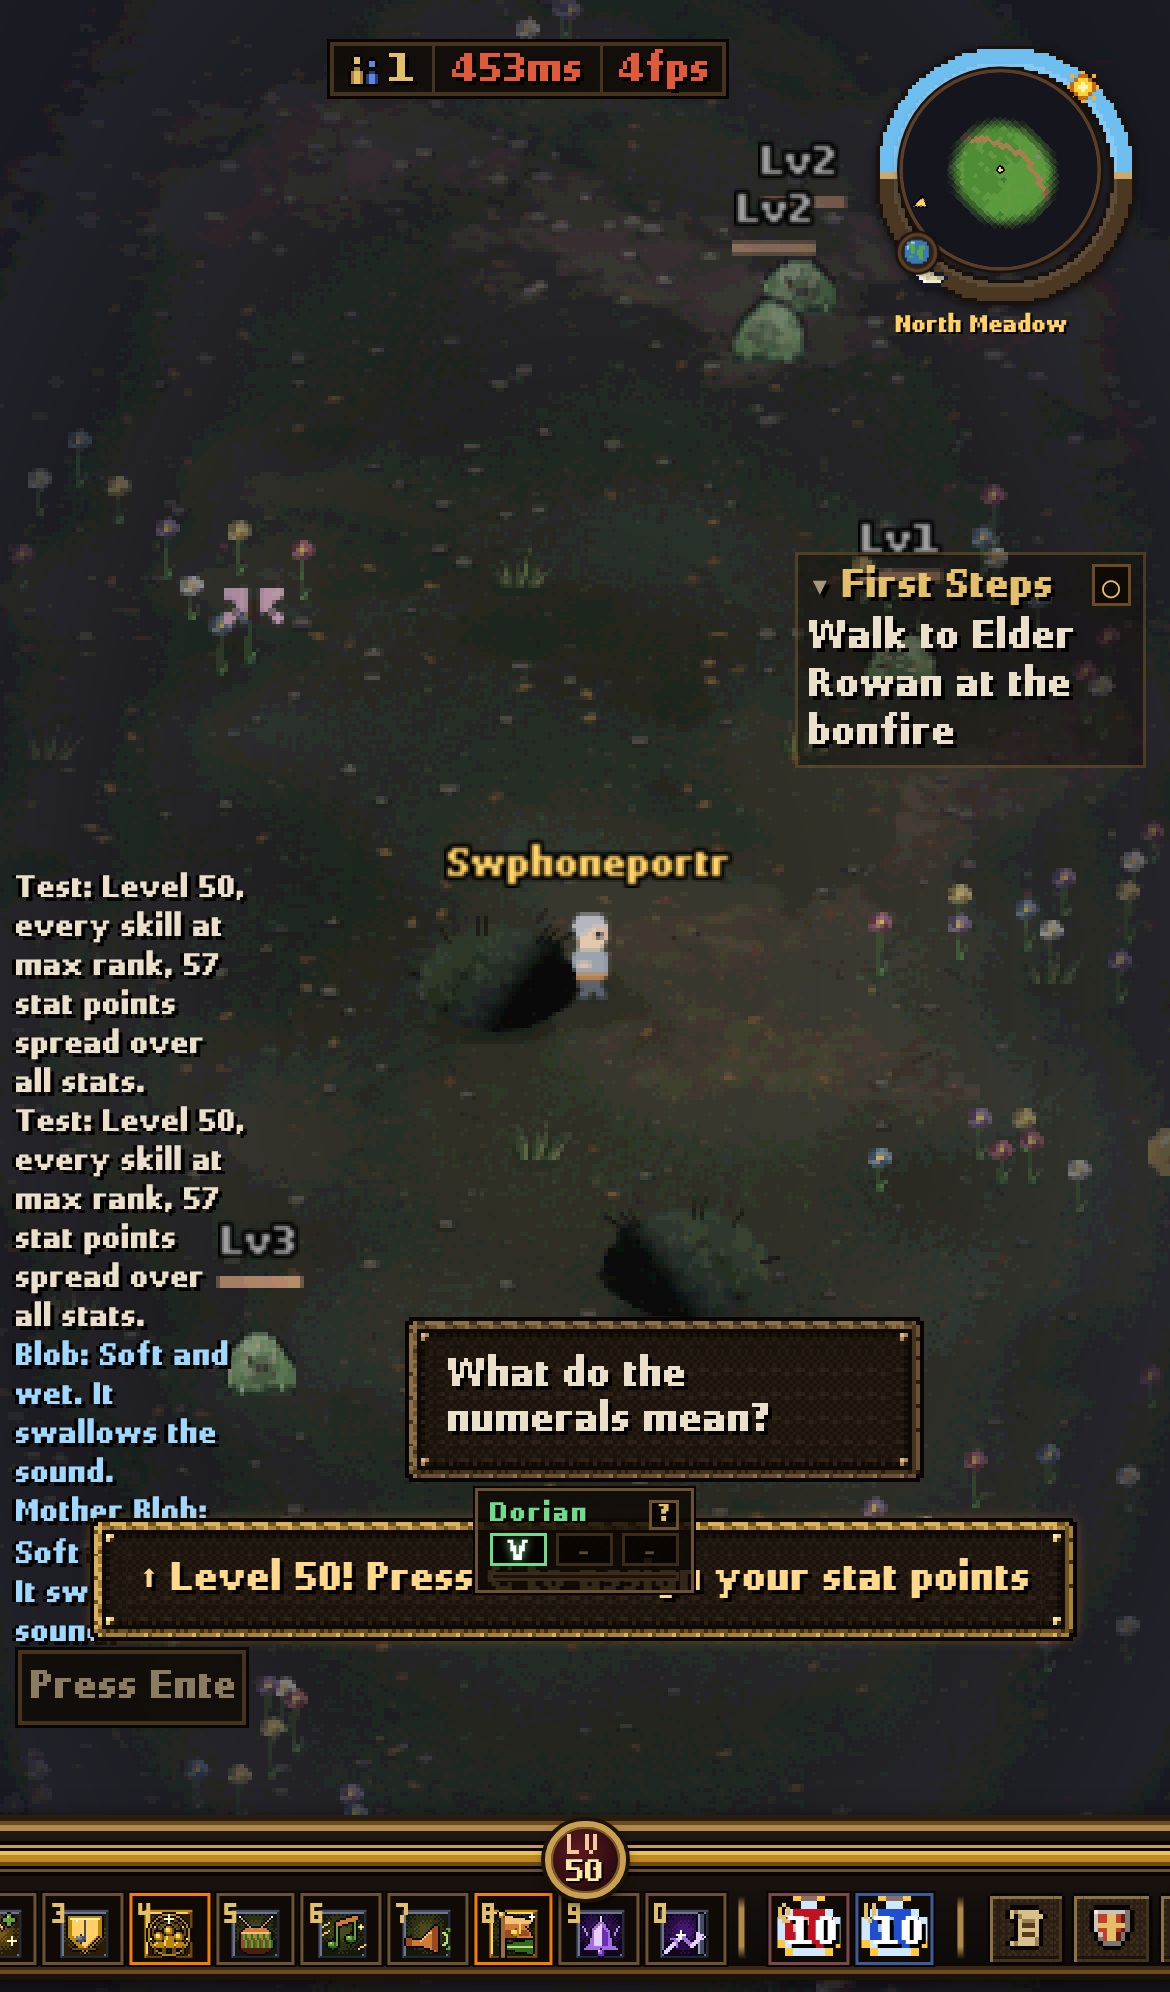 1 453ms 4fps
Lv2
Lv2
North Meadow
Lv1
First Steps
Walk to Elder
Rowan at the
bonfire
Swphoneportr
Test: Level 50,
every skill at
max rank, 57
stat points
spread over
all stats.
Test: Level 50,
every skill at
max rank, 57
stat points
spread over
all stats.
Lv3
Blob: Soft and
wet. It
swallows the
sound.
Mother Blob:
Soft
It sw
soun
What do the
numerals mean?
Dorian ?
V - -
↑ Level 50! Press your stat points
Press Ente
LV
50
3 4 5 6 7 8 9 0 10 10